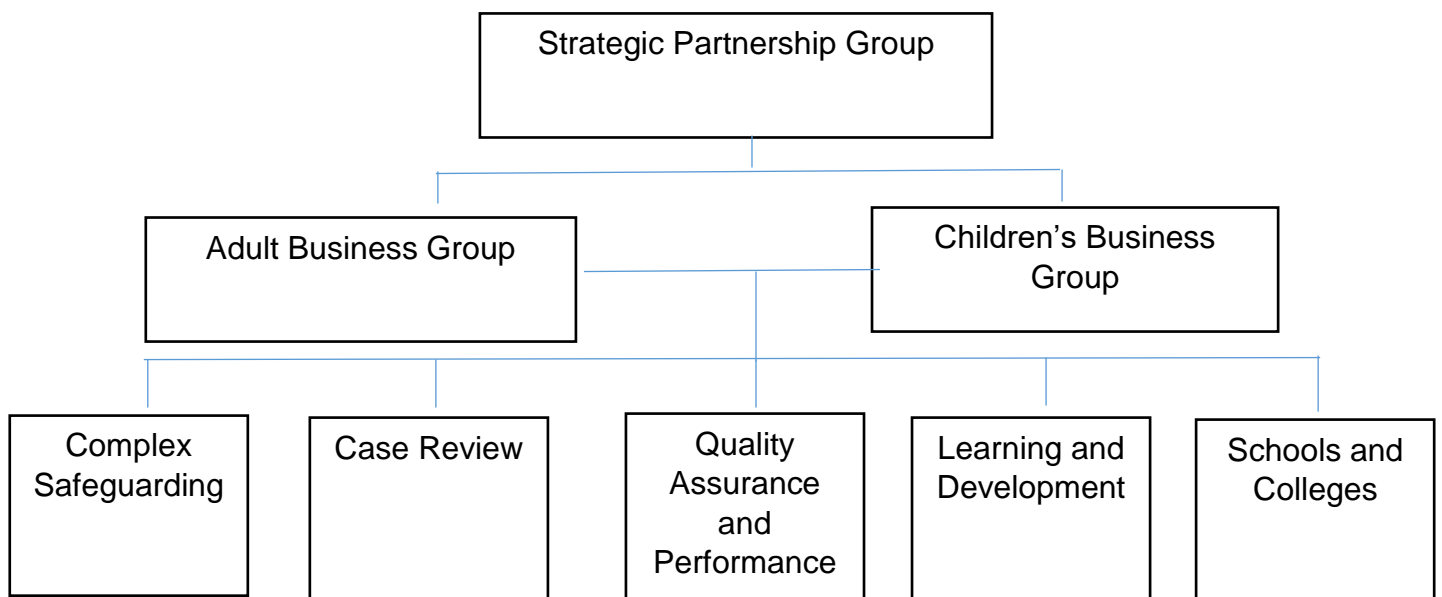 Strategic Partnership Group
Adult Business Group
Children’s Business
Group
Complex
Safeguarding
Case Review
Quality
Assurance
and
Performance
Learning and
Development
Schools and
Colleges